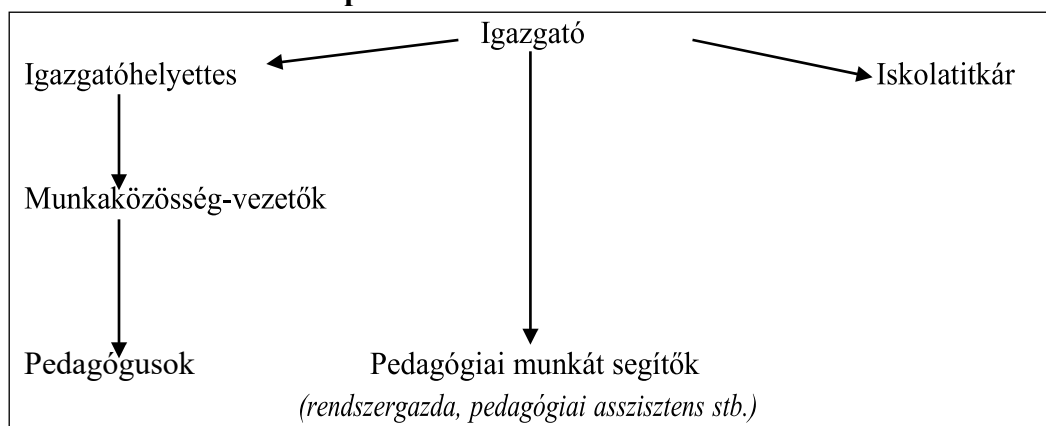 Igazgató
Igazgatóhelyettes
Iskolatitkár
Munkaközösség-vezetők
Pedagógusok
Pedagógiai munkát segítők
(rendszergazda, pedagógiai asszisztens stb.)